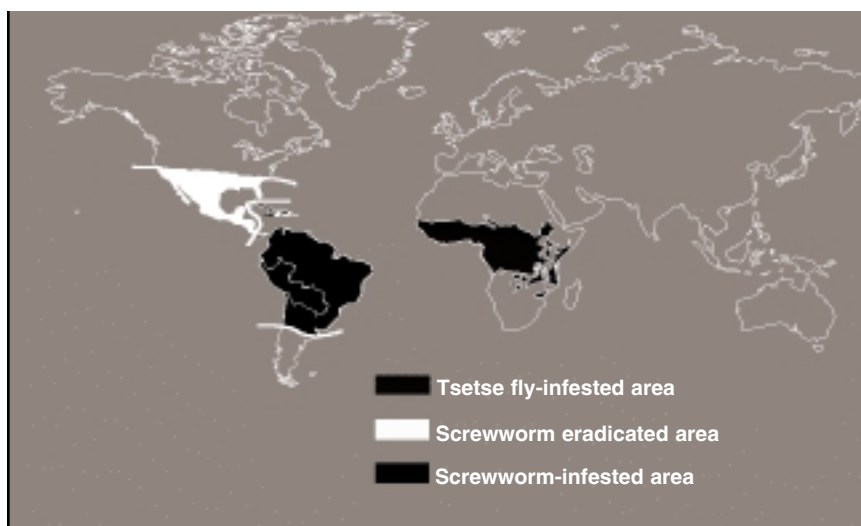 Tsetse fly-infested area
Screwworm eradicated area
Screwworm-infested area